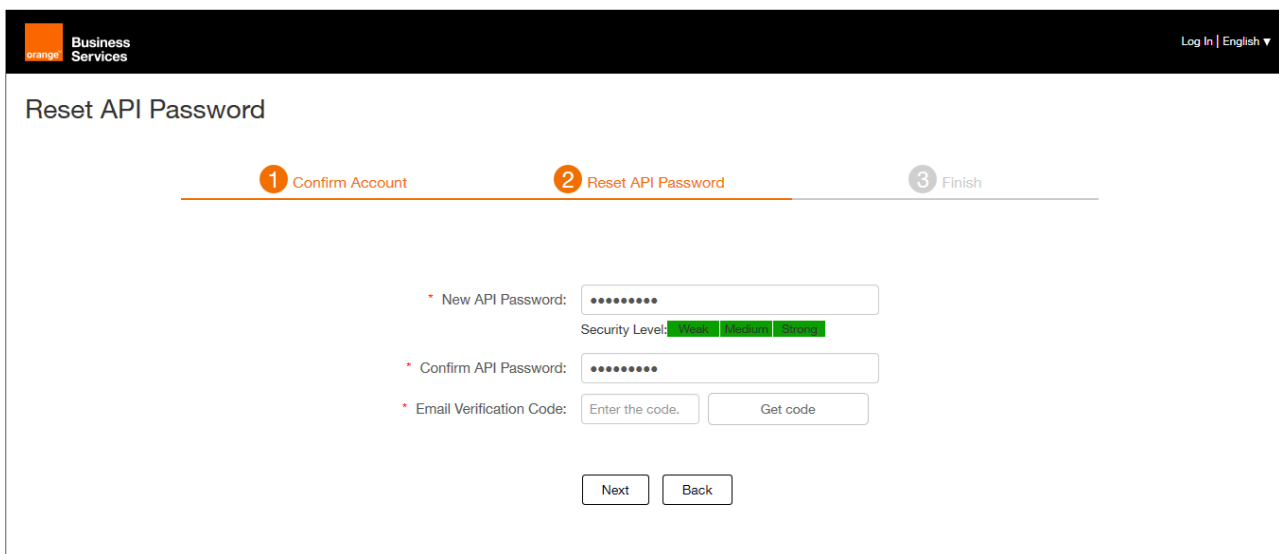 orange
Business
Services
Log In | English ▼
Reset API Password
1 Confirm Account
2 Reset API Password
3 Finish
* New API Password: •••••••••
Security Level: Weak Medium Strong
* Confirm API Password: •••••••••
* Email Verification Code: Enter the code. Get code
Next Back